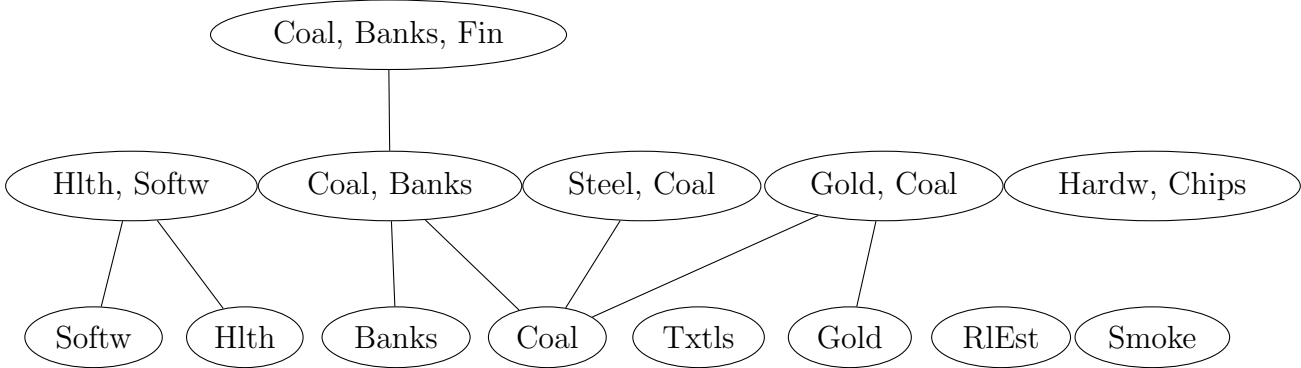 Coal, Banks, Fin
Hlth, Softw
Coal, Banks
Steel, Coal
Gold, Coal
Hardw, Chips
Softw
Hlth
Banks
Coal
Txtls
Gold
RlEst
Smoke